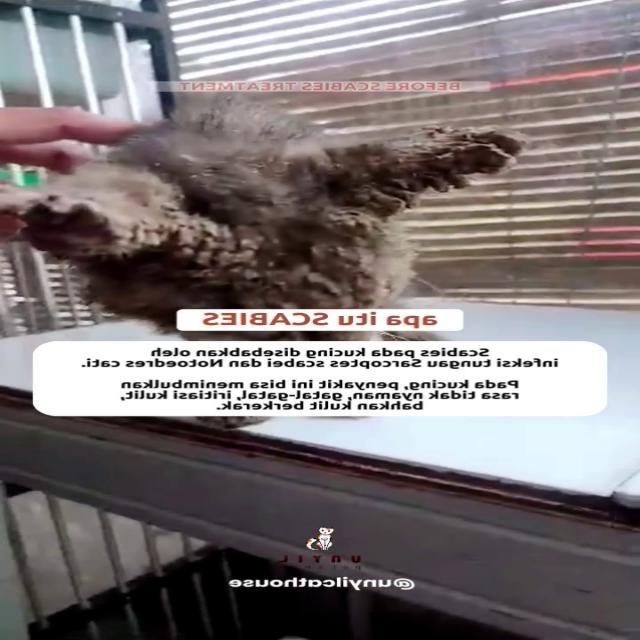 BEFORE SCABIES TREATMENT
apa itu SCABIES
Scabies pada kucing disebabkan oleh
infeksi tungau Sarcoptes scabei dan Notoedres cati.
Pada kucing, penyakit ini bisa menimbulkan
rasa tidak nyaman, gatal-gatal, iritiasi kulit,
bahkan kulit berkerak.
UNYIL
@unyilcathouse